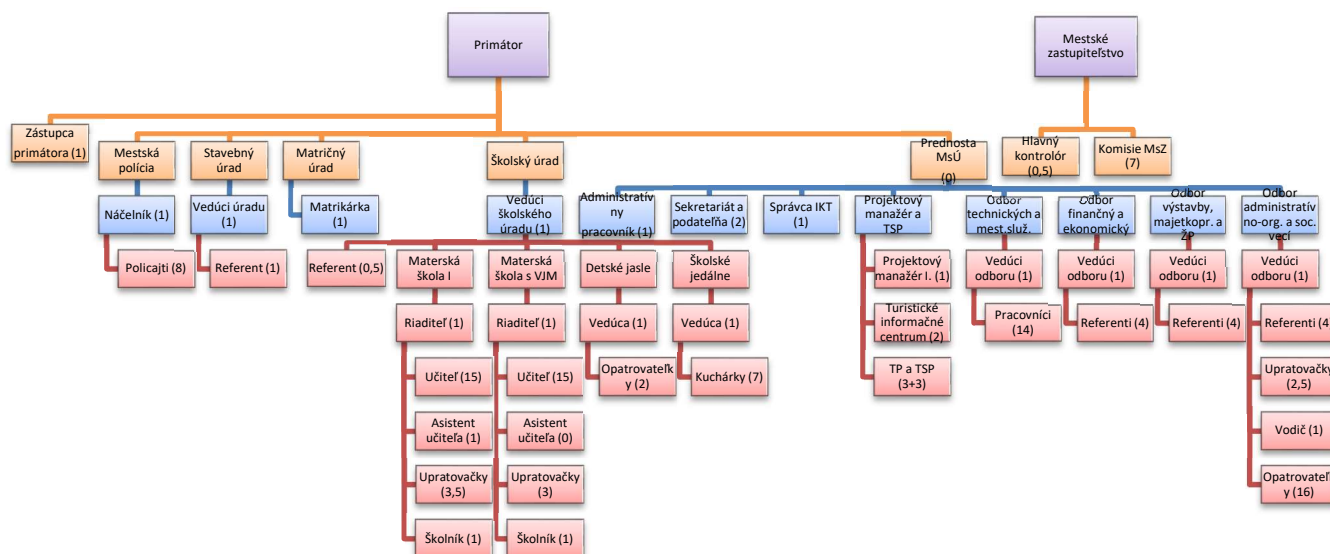 Primátor
Mestské
zastupiteľstvo
Zástupca
primátora (1)
Mestská
polícia
Stavebný
úrad
Matričný
úrad
Školský úrad
Prednosta
MsÚ
(0)
Hlavný
kontrolór
(0,5)
Komisie MsZ
(7)
Náčelník (1)
Vedúci úradu
(1)
Matrikárka
(1)
Vedúci
školského
úradu (1)
Administratív
ny
pracovník (1)
Sekretariát a
podateľňa (2)
Správca IKT
(1)
Projektový
manažér a
TSP
Odbor
technických a
mest.služ.
Odbor
finančný a
ekonomický
Odbor
výstavby,
majetkopr. a
ŽP
Odbor
administratív
no-org. a soc.
vecí
Policajti (8)
Referent (1)
Referent (0,5)
Materská
škola I
Materská
škola s VJM
Detské jasle
Školské
jedálne
Projektový
manažér I. (1)
Vedúci
odboru (1)
Vedúci
odboru (1)
Vedúci
odboru (1)
Vedúci
odboru (1)
Riaditeľ (1)
Riaditeľ (1)
Vedúca (1)
Vedúca (1)
Turistické
informačné
centrum (2)
Pracovníci
(14)
Referenti (4)
Referenti (4)
Referenti (4
Učiteľ (15)
Učiteľ (15)
Opatrovateľk
y (2)
Kuchárky (7)
TP a TSP
(3+3)
Upratovačky
(2,5)
Asistent
učiteľa (1)
Asistent
učiteľa (0)
Vodič (1)
Upratovačky
(3,5)
Upratovačky
(3)
Opatrovateľk
y (16)
Školník (1)
Školník (1)